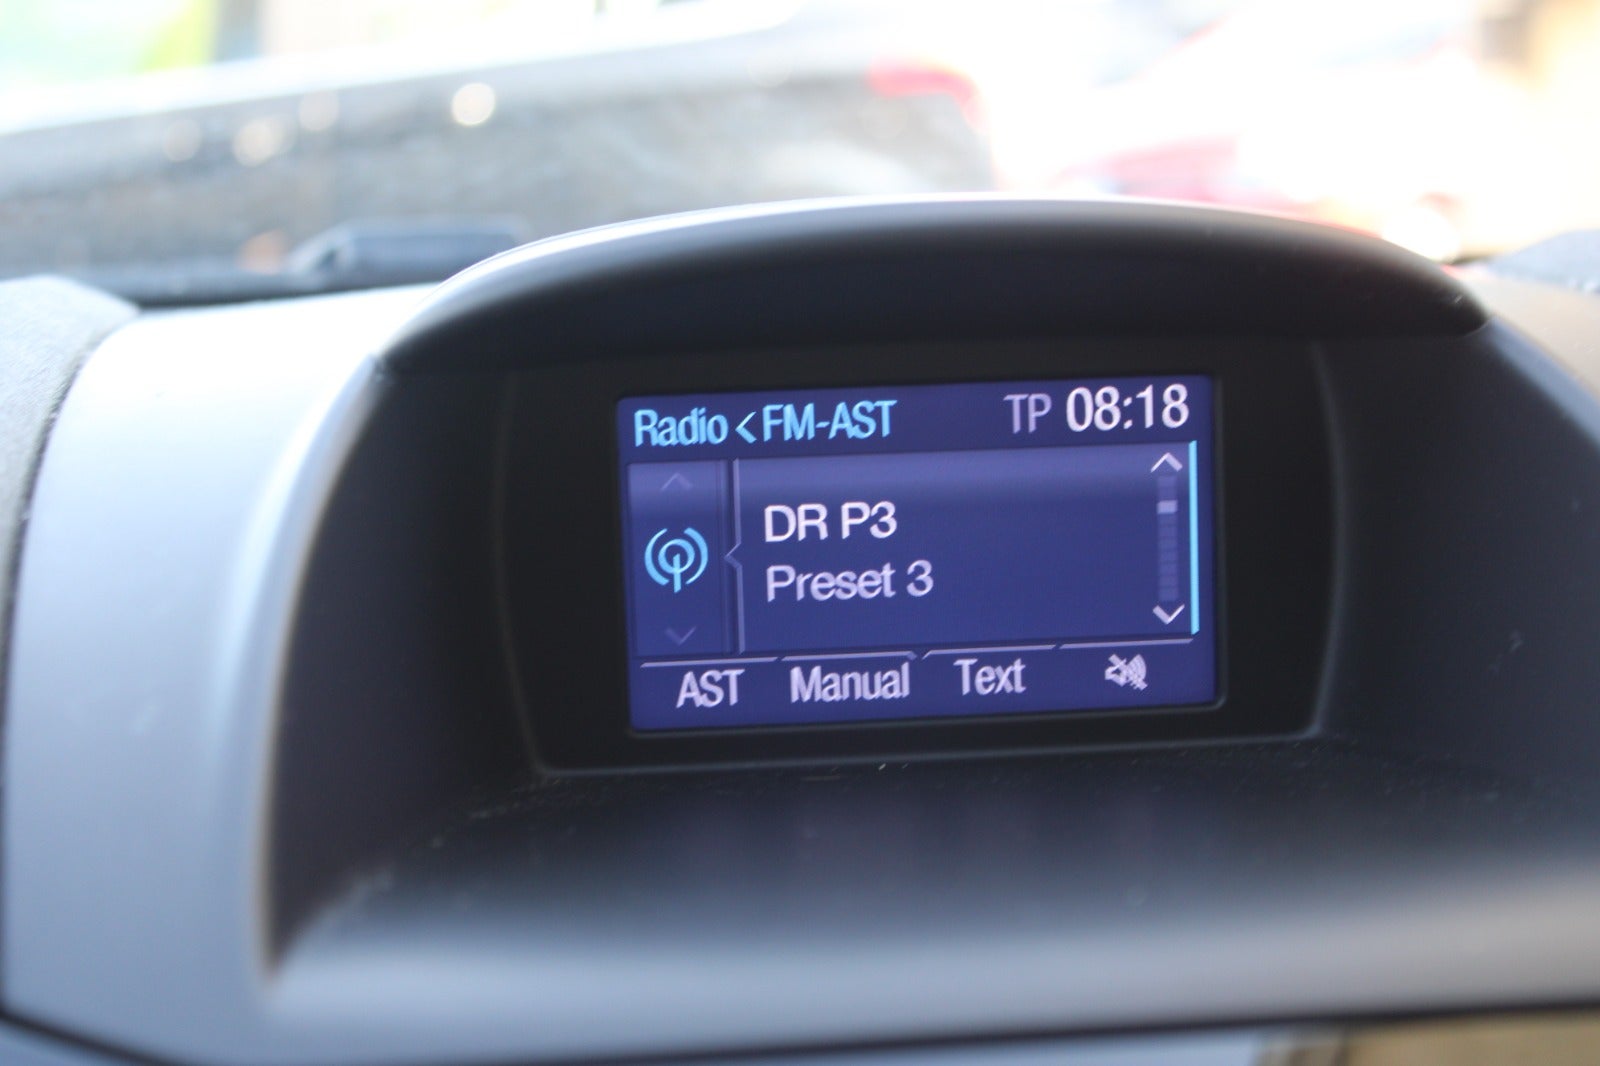 Radio < FM-AST TP 08:18
DR P3
Preset 3
AST Manual Text